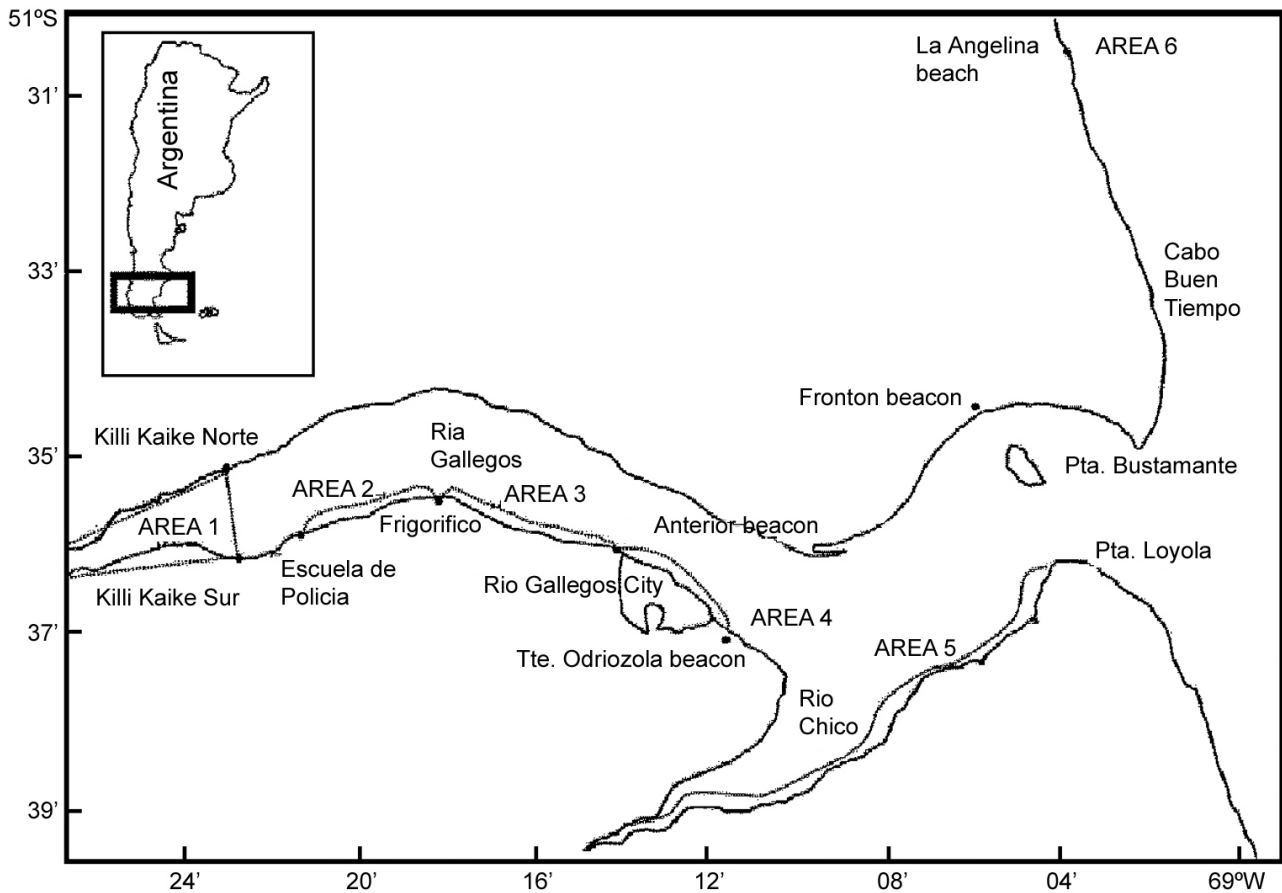 51ºS
La Angelina
beach
AREA 6
31’
Argentina
33’
Cabo
Buen
Tiempo
Fronton beacon
Killi Kaike Norte
Ria
Gallegos
35’
Pta. Bustamante
AREA 2
AREA 3
AREA 1
Frigorifico
Anterior beacon
Pta. Loyola
Escuela de
Policia
Rio Gallegos City
Killi Kaike Sur
AREA 4
37’
AREA 5
Tte. Odriozola beacon
Rio
Chico
39’
24’
20’
16’
12’
08’
04’
69ºW